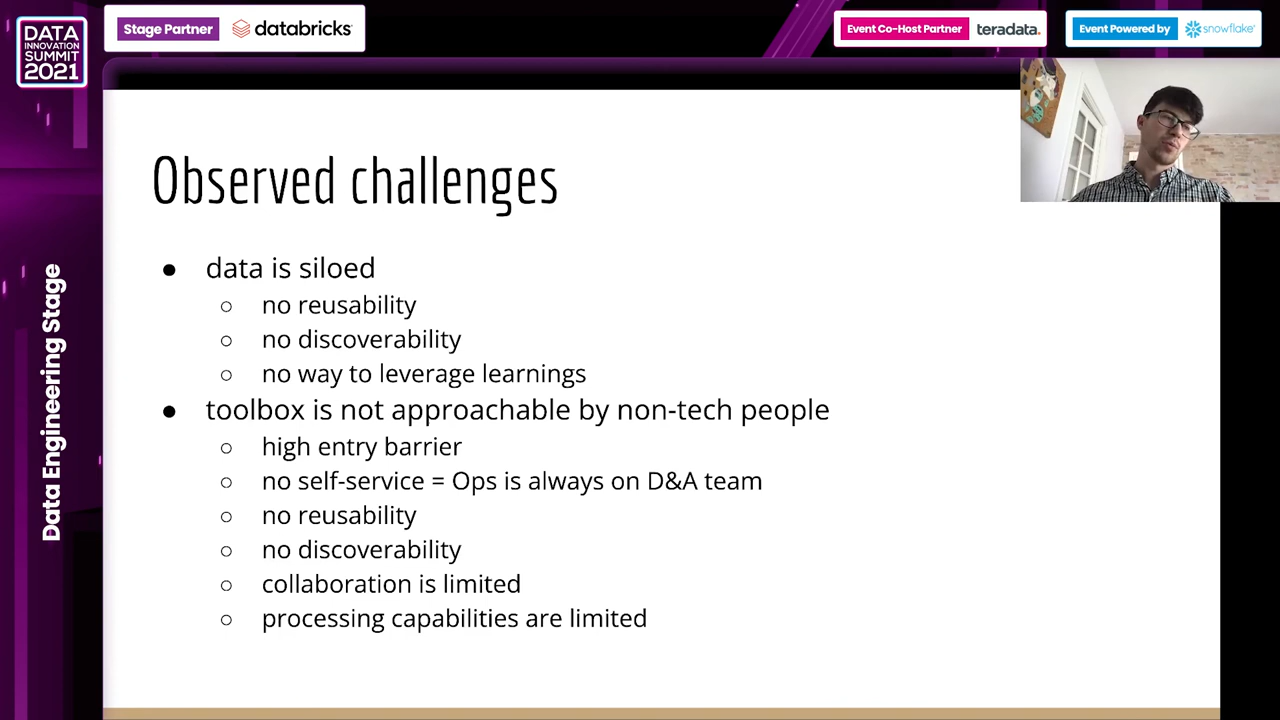 DATA
INNOVATION
SUMMIT
2021
Stage Partner
databricks
Event Co-Host Partner
teradata.
Event Powered by
snowflake
Data Engineering Stage
Observed challenges
● data is siloed
○ no reusability
○ no discoverability
○ no way to leverage learnings
● toolbox is not approachable by non-tech people
○ high entry barrier
○ no self-service = Ops is always on D&A team
○ no reusability
○ no discoverability
○ collaboration is limited
○ processing capabilities are limited